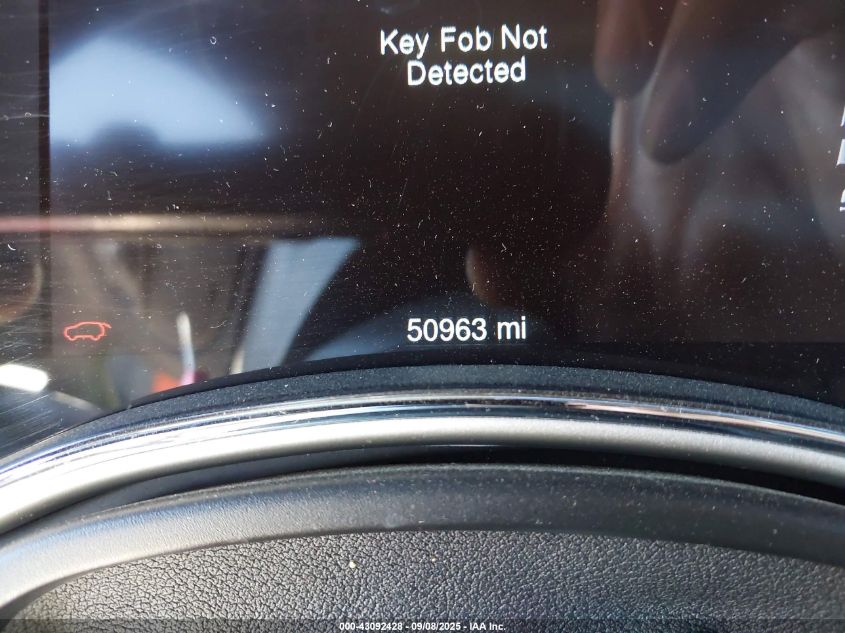 Key Fob Not
Detected
50963 mi
000-43092428 - 09/08/2025 - IAA Inc.